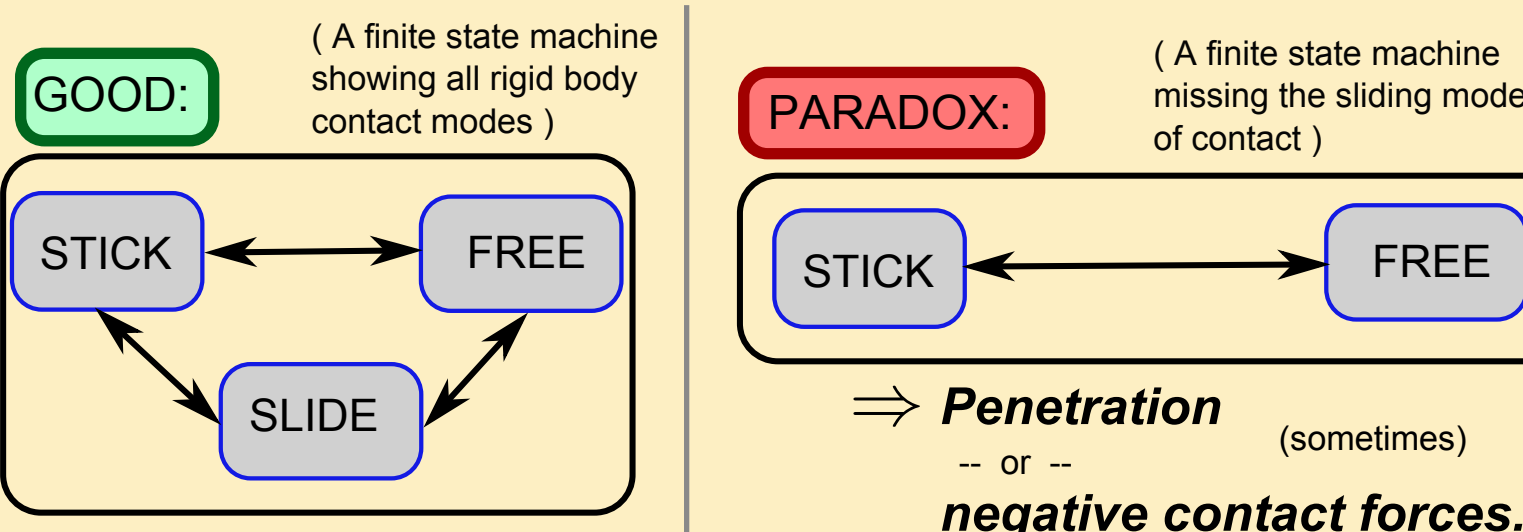 GOOD:
( A finite state machine
showing all rigid body
contact modes )
STICK
FREE
SLIDE
PARADOX:
( A finite state machine
missing the sliding mode
of contact )
STICK
FREE
⇒ Penetration
-- or --
(sometimes)
negative contact forces.